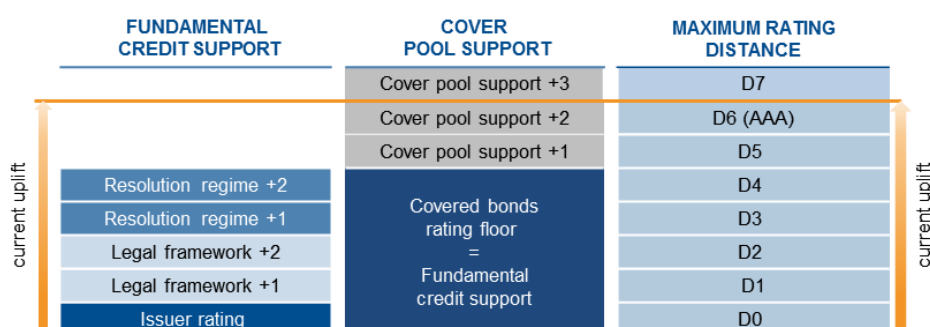 FUNDAMENTAL
CREDIT SUPPORT
COVER
POOL SUPPORT
MAXIMUM RATING
DISTANCE
Cover pool support +3
D7
Cover pool support +2
D6 (AAA)
Cover pool support +1
D5
Resolution regime +2
D4
Resolution regime +1
D3
Legal framework +2
D2
Legal framework +1
D1
Issuer rating
D0
Covered bonds
rating floor
=
Fundamental
credit support
current uplift
current uplift